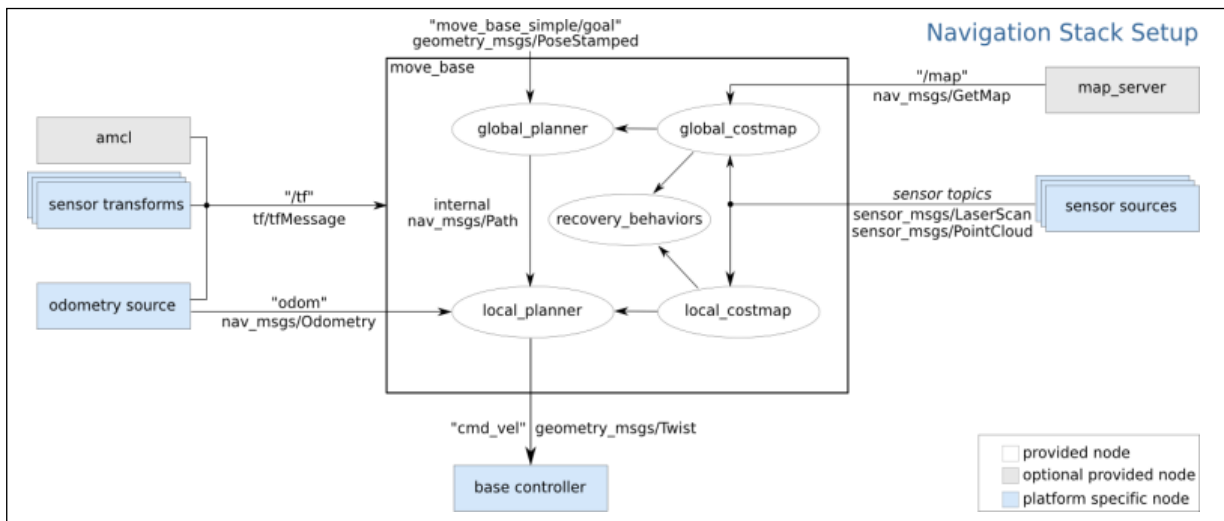 "move_base_simple/goal"
geometry_msgs/PoseStamped
Navigation Stack Setup
move_base
"/map"
nav_msgs/GetMap
map_server
amcl
global_planner
global_costmap
sensor transforms
"/tf"
tf/tfMessage
internal
nav_msgs/Path
recovery_behaviors
sensor topics
sensor_msgs/LaserScan
sensor_msgs/PointCloud
sensor sources
odometry source
"odom"
nav_msgs/Odometry
local_planner
local_costmap
"cmd_vel" geometry_msgs/Twist
base controller
provided node
optional provided node
platform specific node